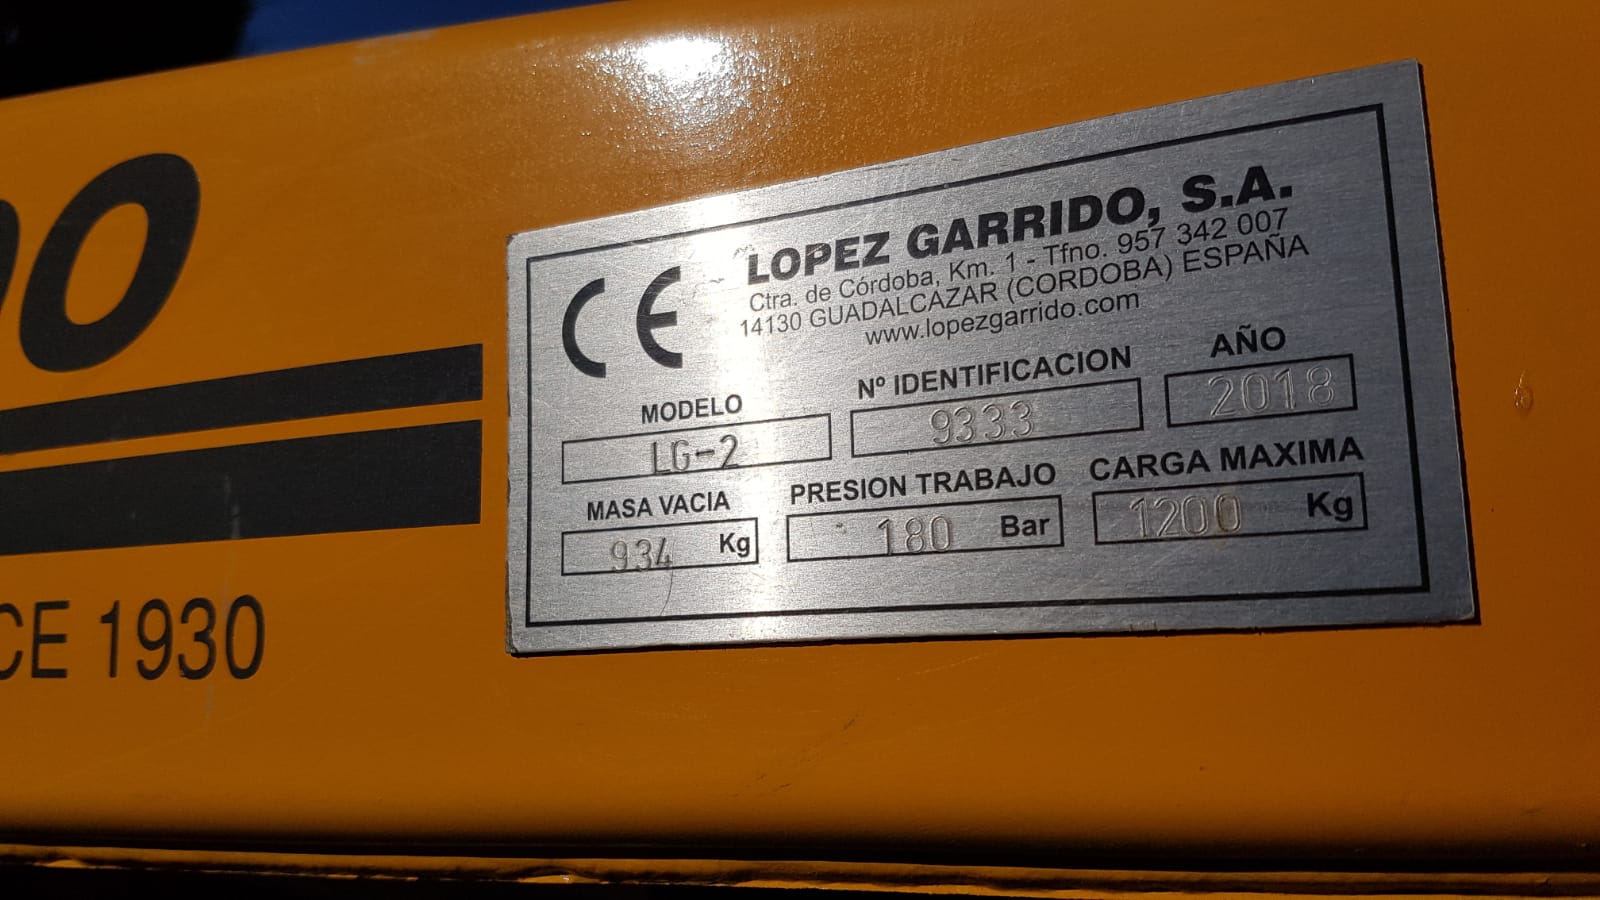 DO
CE 1930
CE
LOPEZ GARRIDO, S.A.
Ctra. de Córdoba, Km. 1 - Tfno. 957 342 007
14130 GUADALCAZAR (CORDOBA) ESPAÑA
www.lopezgarrido.com
MODELO Nº IDENTIFICACION AÑO
LG-2 9333 2018
MASA VACIA PRESION TRABAJO CARGA MAXIMA
934 Kg 180 Bar 1200 Kg